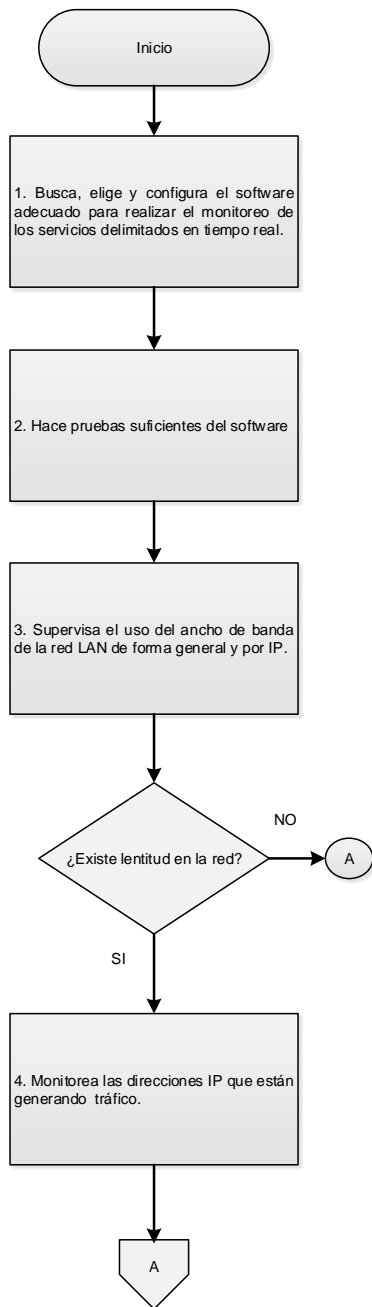 Inicio
1. Busca, elige y configura el software
adecuado para realizar el monitoreo de
los servicios delimitados en tiempo real.
2. Hace pruebas suficientes del software
3. Supervisa el uso del ancho de banda
de la red LAN de forma general y por IP.
¿Existe lentitud en la red?
NO
A
SI
4. Monitorea las direcciones IP que están
generando tráfico.
A